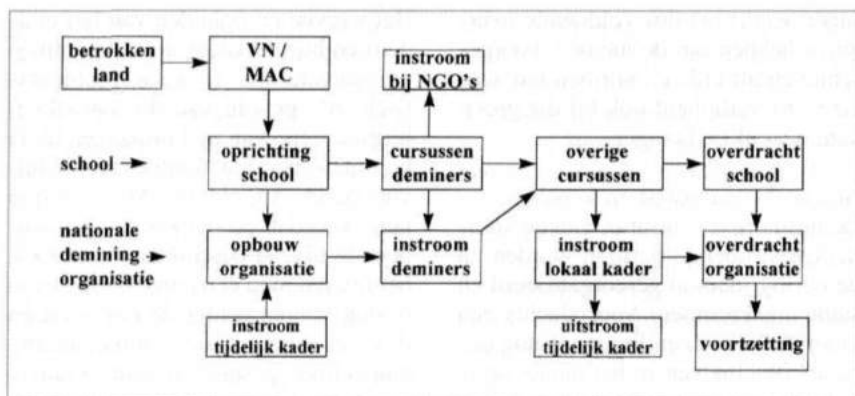 betrokken
land
VN /
MAC
instroom
bij NGO's
school
oprichting
school
cursussen
deminers
overige
cursussen
overdracht
school
nationale
demining
organisatie
opbouw
organisatie
instroom
deminers
instroom
lokaal kader
overdracht
organisatie
instroom
tijdelijk kader
uitstroom
tijdelijk kader
voortzetting